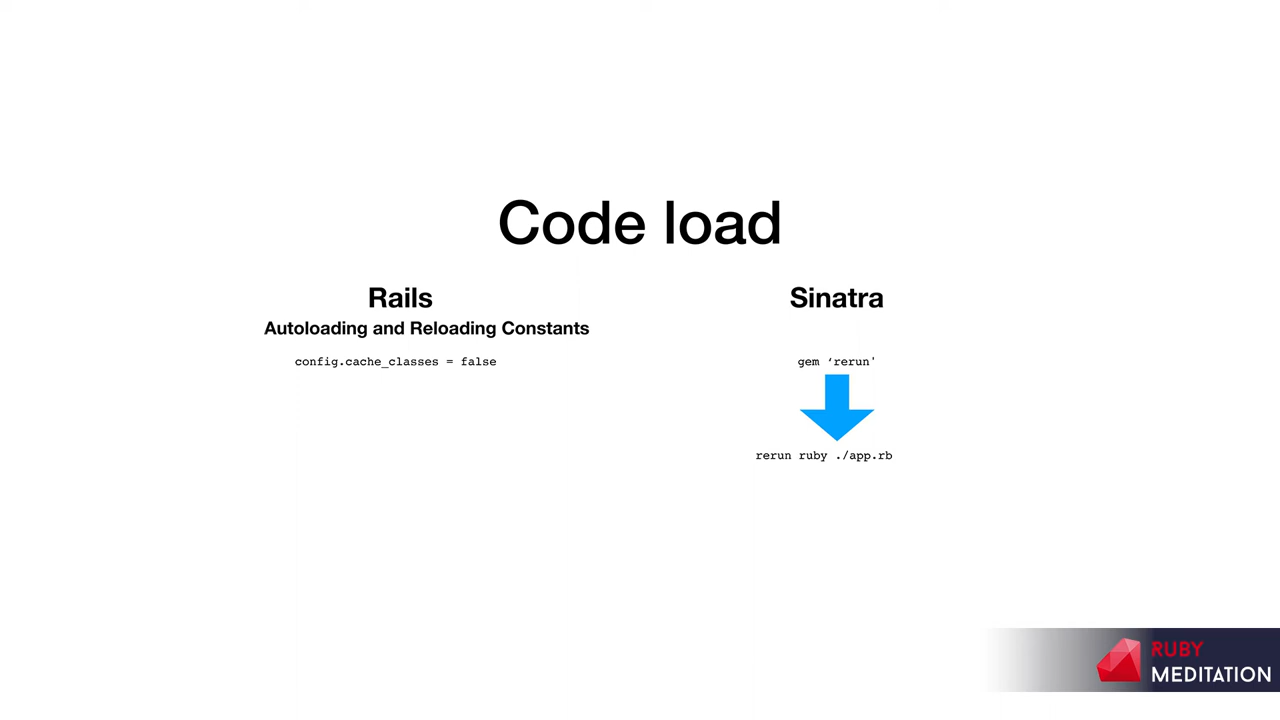 Code load
Rails
Autoloading and Reloading Constants
config.cache_classes = false
Sinatra
gem ‘rerun'
rerun ruby ./app.rb
RUBY
MEDITATION